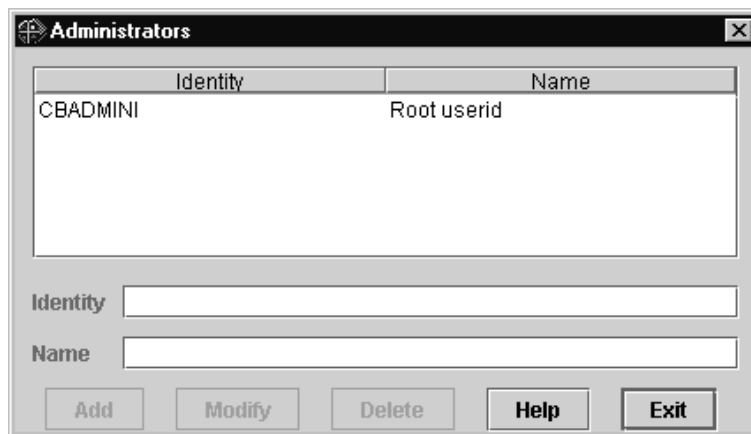 Administrators
Identity Name
CBADMINI Root userid
Identity
Name
Add Modify Delete Help Exit